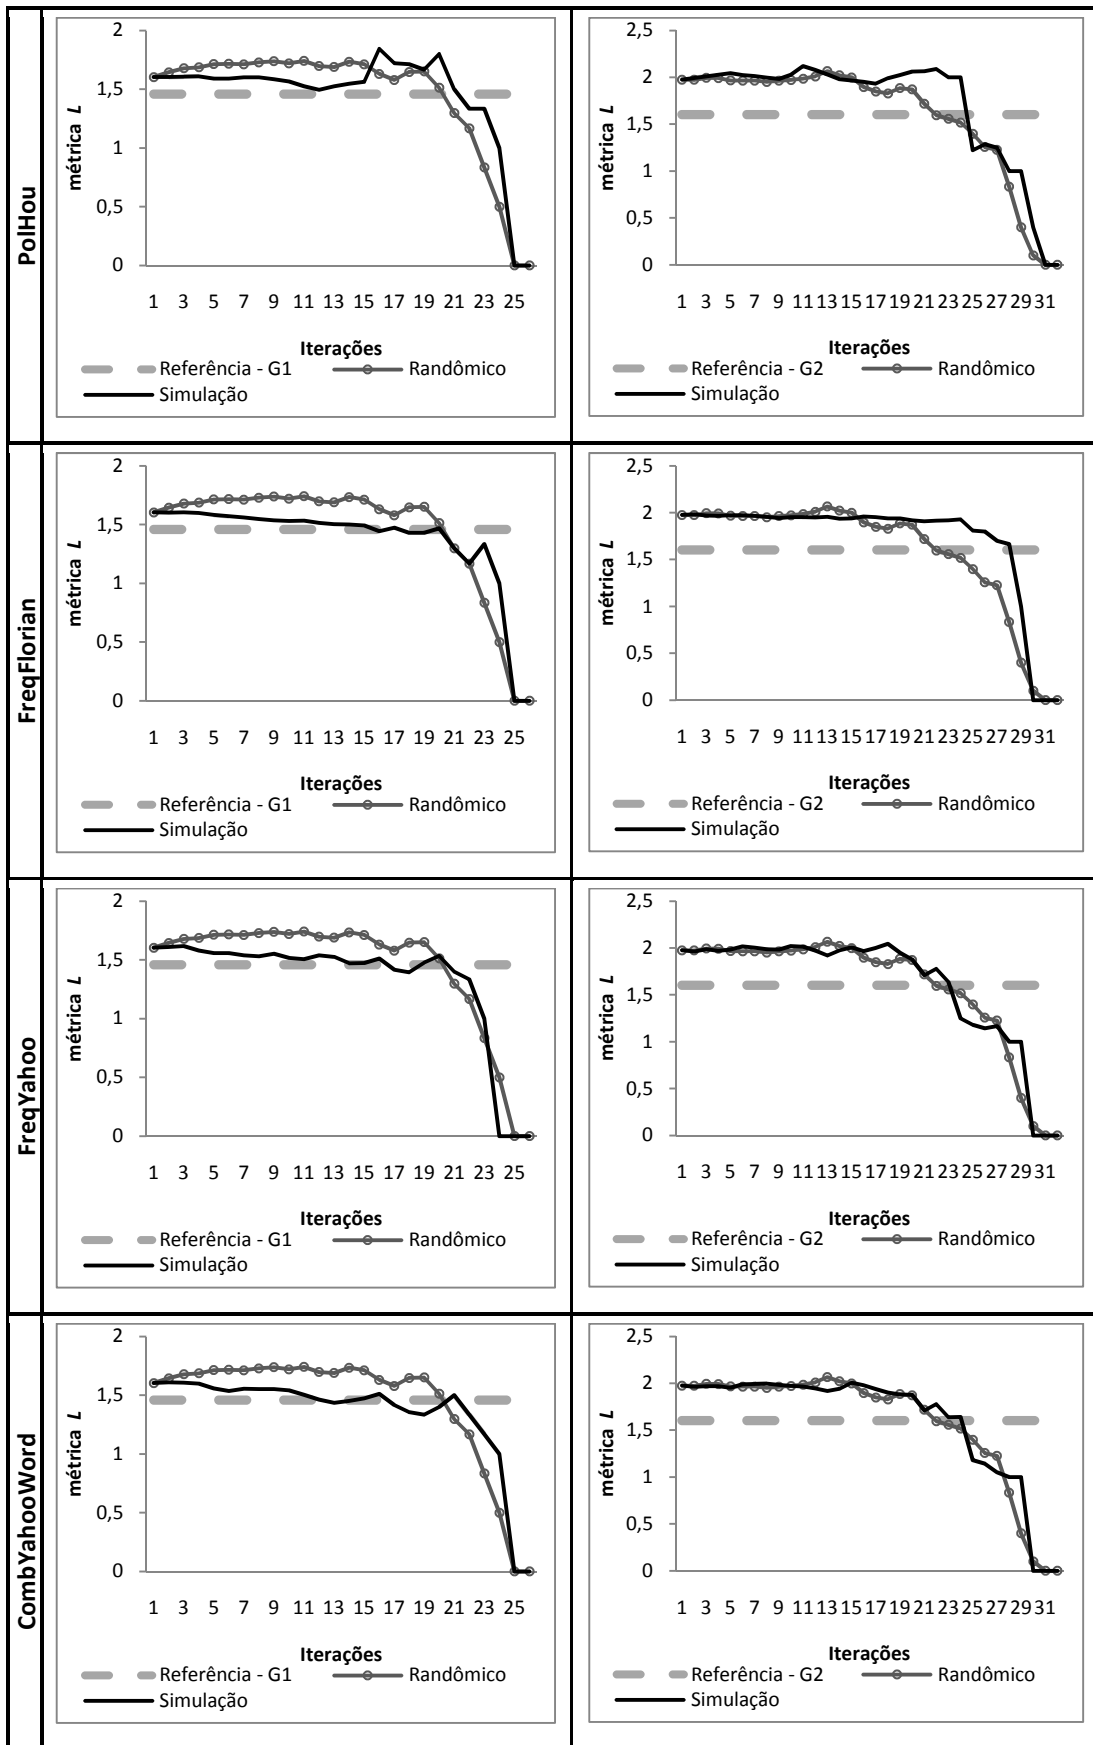 PolHou
métrica L
2
1,5
1
0,5
0
1 3 5 7 9 11 13 15 17 19 21 23 25
Iterações
Referência - G1 Randômico
Simulação
métrica L
2,5
2
1,5
1
0,5
0
1 3 5 7 9 11 13 15 17 19 21 23 25 27 29 31
Iterações
Referência - G2 Randômico
Simulação
FreqFlorian
métrica L
2
1,5
1
0,5
0
1 3 5 7 9 11 13 15 17 19 21 23 25
Iterações
Referência - G1 Randômico
Simulação
métrica L
2,5
2
1,5
1
0,5
0
1 3 5 7 9 11 13 15 17 19 21 23 25 27 29 31
Iterações
Referência - G2 Randômico
Simulação
FreqYahoo
métrica L
2
1,5
1
0,5
0
1 3 5 7 9 11 13 15 17 19 21 23 25
Iterações
Referência - G1 Randômico
Simulação
métrica L
2,5
2
1,5
1
0,5
0
1 3 5 7 9 11 13 15 17 19 21 23 25 27 29 31
Iterações
Referência - G2 Randômico
Simulação
CombYahooWord
métrica L
2
1,5
1
0,5
0
1 3 5 7 9 11 13 15 17 19 21 23 25
Iterações
Referência - G1 Randômico
Simulação
métrica L
2,5
2
1,5
1
0,5
0
1 3 5 7 9 11 13 15 17 19 21 23 25 27 29 31
Iterações
Referência - G2 Randômico
Simulação